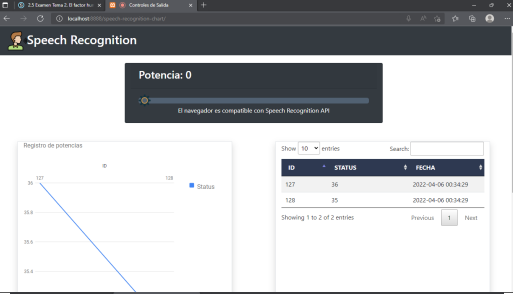 2.5 Examen Tema 2. El factor hum
Controles de Salida
localhost:8088/speech-recognition-chart/
Speech Recognition
Potencia: 0
El navegador es compatible con Speech Recognition API
Registro de potencias
ID
127 128
36
35.8
35.6
35.4
Status
Show 10 entries Search:
ID STATUS FECHA
127 36 2022-04-06 00:34:29
128 35 2022-04-06 00:34:29
Showing 1 to 2 of 2 entries Previous 1 Next